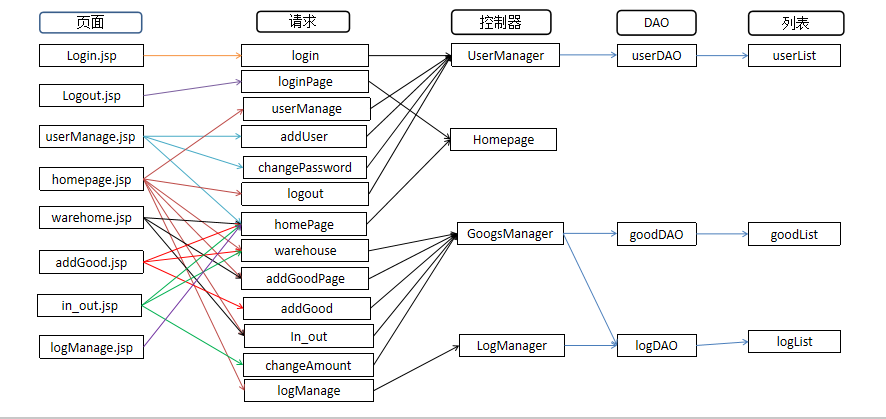 页面
请求
控制器
DAO
列表
Login.jsp
login
UserManager
userDAO
userList
Logout.jsp
loginPage
userManage
userManage.jsp
addUser
Homepage
changePassword
homepage.jsp
logout
warehome.jsp
homePage
GoogsManager
goodDAO
goodList
warehouse
addGood.jsp
addGoodPage
in_out.jsp
addGood
In_out
logManage.jsp
LogManager
logDAO
logList
changeAmount
logManage